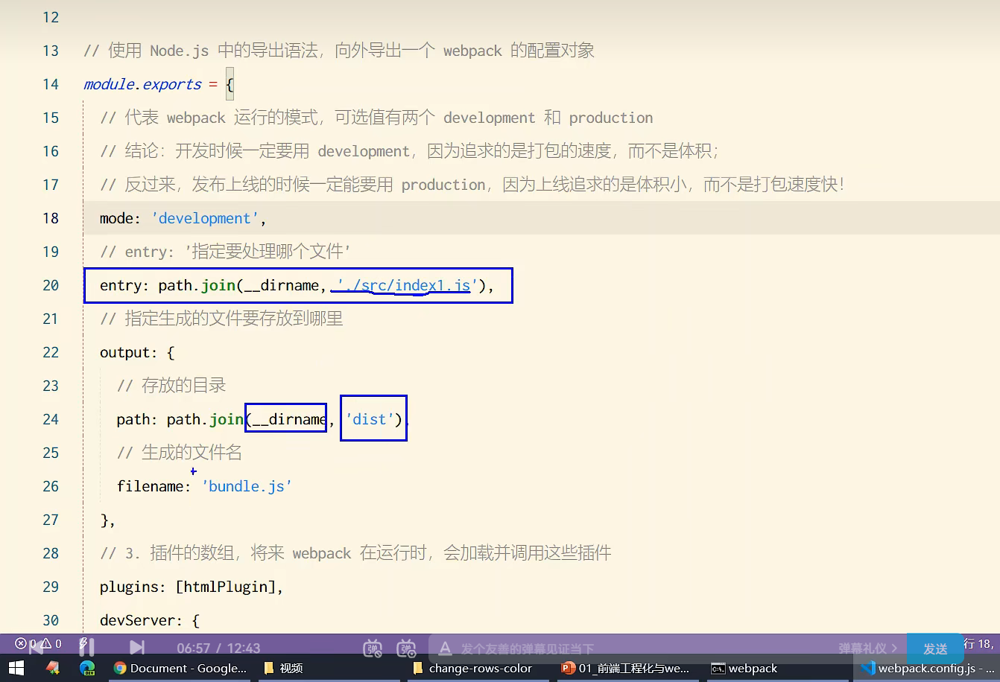 12
13 // 使用 Node.js 中的导出语法，向外导出一个 webpack 的配置对象
14 module.exports = {
15 // 代表 webpack 运行的模式，可选值有两个 development 和 production
16 // 结论：开发时候一定要用 development，因为追求的是打包的速度，而不是体积；
17 // 反过来，发布上线的时候一定能要用 production，因为上线追求的是体积小，而不是打包速度快！
18 mode: 'development',
19 // entry: '指定要处理哪个文件'
20 entry: path.join(__dirname, './src/index1.js'),
21 // 指定生成的文件要存放到哪里
22 output: {
23 // 存放的目录
24 path: path.join(__dirname, 'dist'),
25 // 生成的文件名
26 filename: 'bundle.js'
27 },
28 // 3. 插件的数组，将来 webpack 在运行时，会加载并调用这些插件
29 plugins: [htmlPlugin],
30 devServer: {
0 0 06:57 / 12:43 弹 弹 A 发个友善的弹幕见证当下 弹幕礼仪 > 发送 行 18,
Document - Google... 视频 change-rows-color 01_前端工程化与we... webpack webpack.config.js - ...